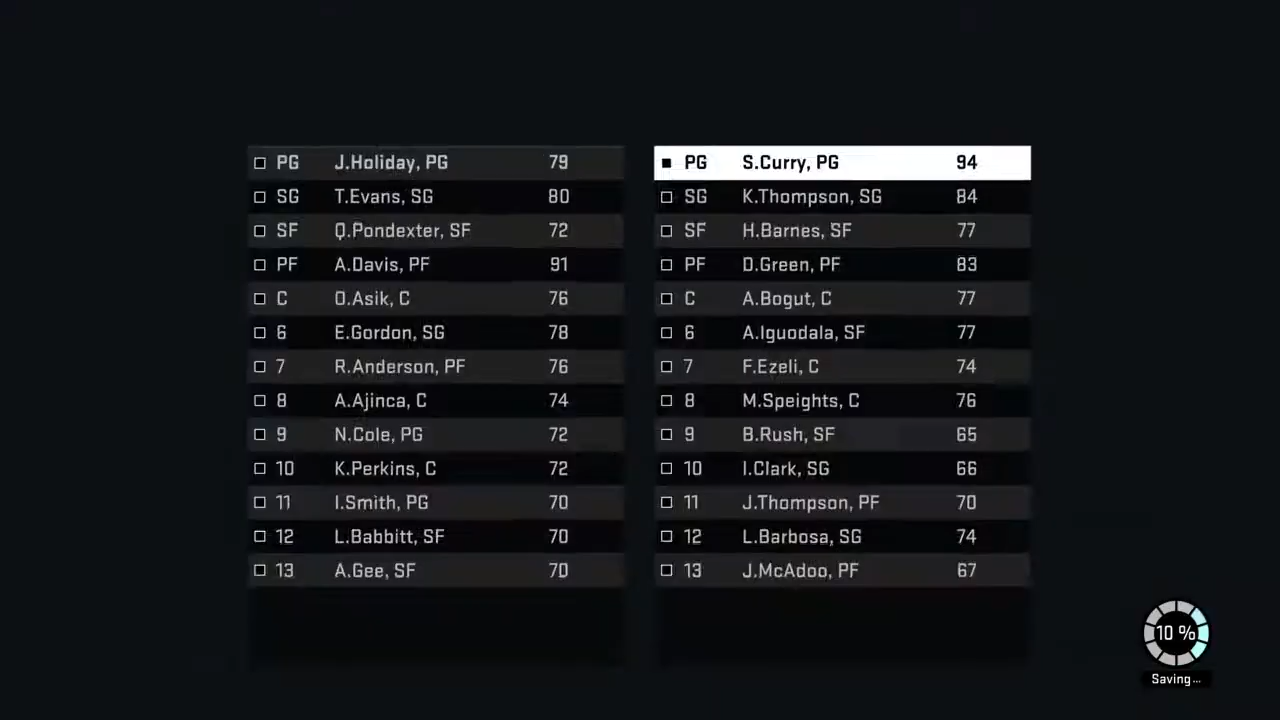 PG J.Holiday, PG 79
SG T.Evans, SG 80
SF Q.Pondexter, SF 72
PF A.Davis, PF 91
C O.Asik, C 76
6 E.Gordon, SG 78
7 R.Anderson, PF 76
8 A.Ajinca, C 74
9 N.Cole, PG 72
10 K.Perkins, C 72
11 I.Smith, PG 70
12 L.Babbitt, SF 70
13 A.Gee, SF 70
PG S.Curry, PG 94
SG K.Thompson, SG 84
SF H.Barnes, SF 77
PF D.Green, PF 83
C A.Bogut, C 77
6 A.Iguodala, SF 77
7 F.Ezeli, C 74
8 M.Speights, C 76
9 B.Rush, SF 65
10 I.Clark, SG 66
11 J.Thompson, PF 70
12 L.Barbosa, SG 74
13 J.McAdoo, PF 67
10 %
Saving...